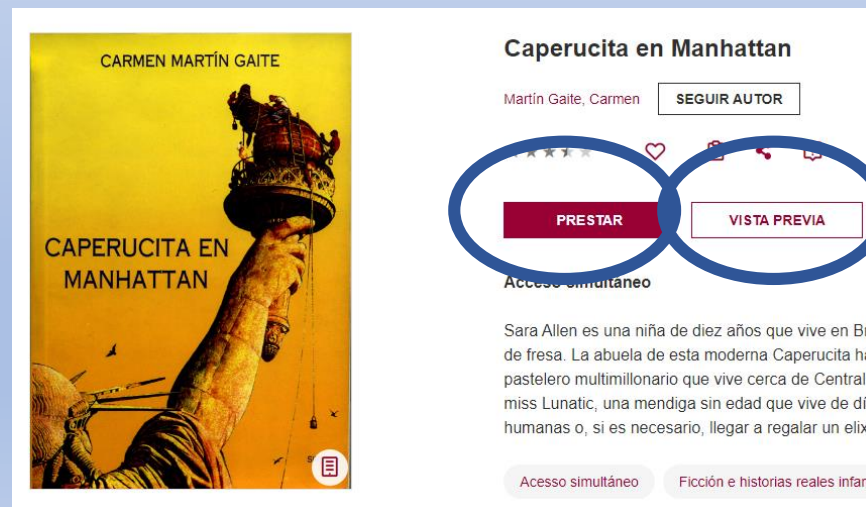 CARMEN MARTÍN GAITE
CAPERUCITA EN
MANHATTAN
Caperucita en Manhattan
Martín Gaite, Carmen
SEGUIR AUTOR
PRESTAR
VISTA PREVIA
Acceso simultáneo
Sara Allen es una niña de diez años que vive en
de fresa. La abuela de esta moderna Caperucita
pastelero multimillonario que vive cerca de Central
miss Lunatic, una mendiga sin edad que vive de
humanas o, si es necesario, llegar a regalar un
Acesso simultáneo
Ficción e historias reales